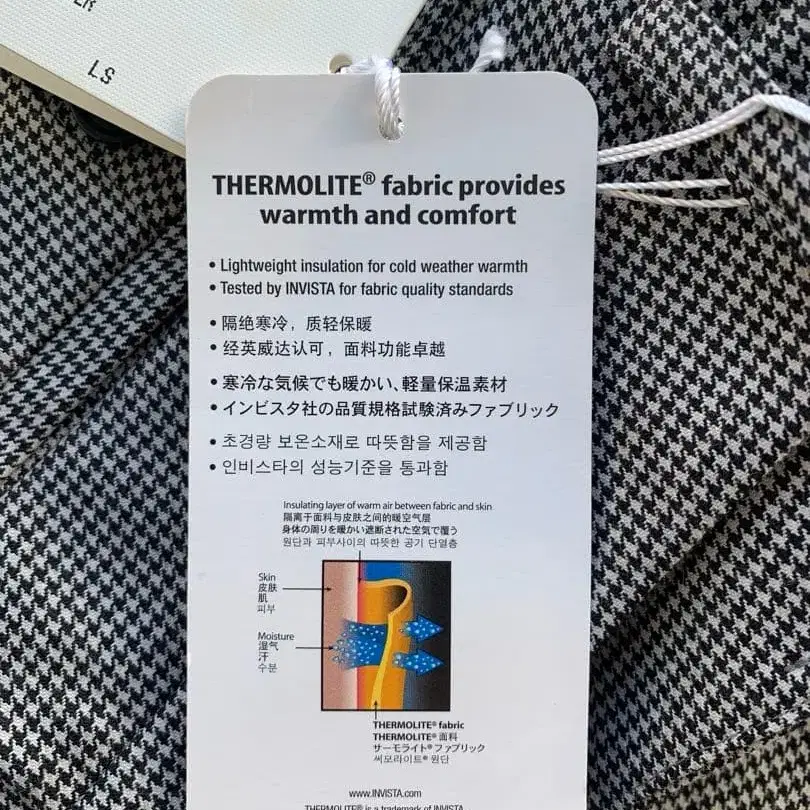 LS
THERMOLITE® fabric provides
warmth and comfort
• Lightweight insulation for cold weather warmth
• Tested by INVISTA for fabric quality standards
• 隔绝寒冷，质轻保暖
• 经英威达认可，面料功能卓越
• 寒冷な気候でも暖かい、軽量保温素材
• インビスタ社の品質規格試験済みファブリック
• 초경량 보온소재로 따뜻함을 제공함
• 인비스타의 성능기준을 통과함
Insulating layer of warm air between fabric and skin
隔离于面料与皮肤之间的暖空气层
身体の周りを暖かい遮断された空気で覆う
원단과 피부사이의 따뜻한 공기 단열층
Skin
皮肤
肌
피부
Moisture
湿气
汗
수분
THERMOLITE® fabric
THERMOLITE® 面料
サーモライト® ファブリック
써모라이트® 원단
www.INVISTA.com
THERMOLITE® is a trademark of INVISTA